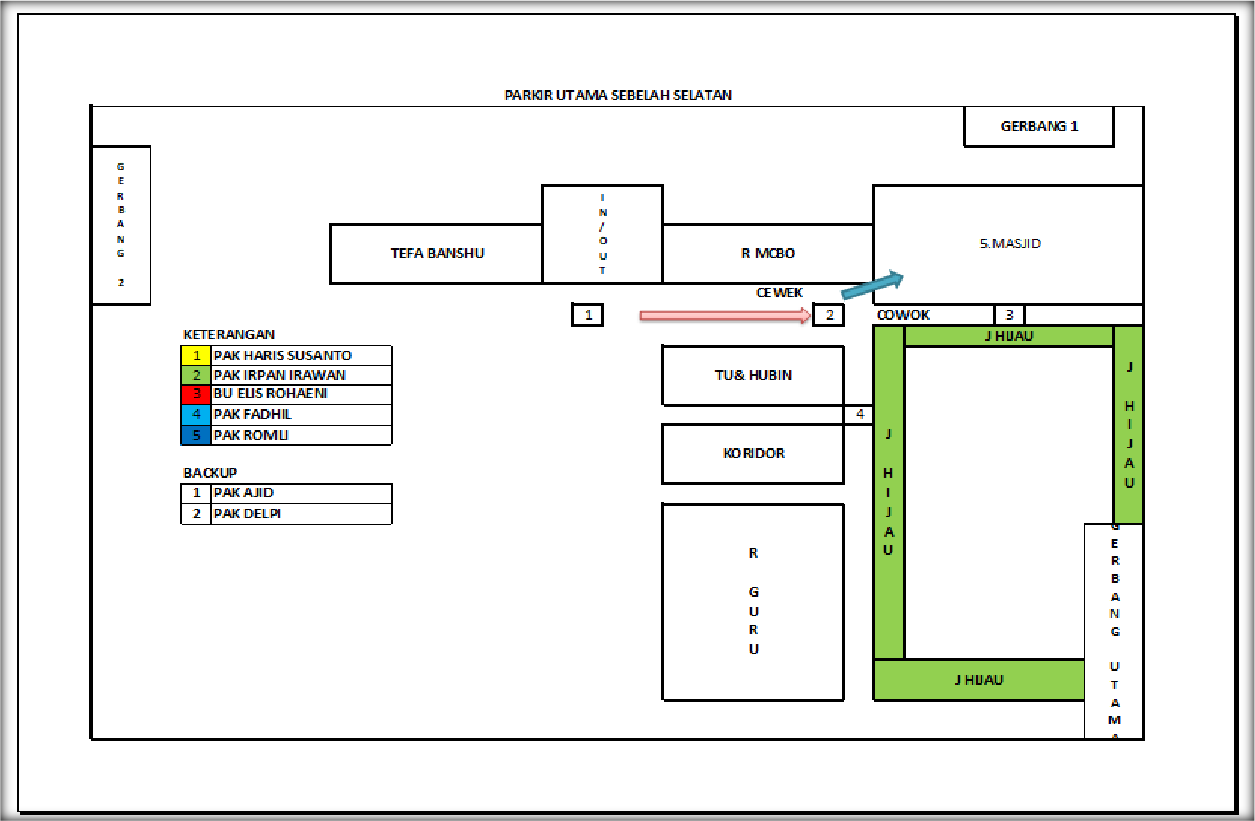 PARKIR UTAMA SEBELAH SELATAN
GERBANG 1
GERBANG 2
IN/OUT
TEFA BANSHU
R MCBO
5.MASJID
CEWEK
1
2
COWOK
3
J HIJAU
KETERANGAN
1 PAK HARIS SUSANTO
2 PAK IRPAN IRAWAN
3 BU ELIS ROHAENI
4 PAK FADHIL
5 PAK ROMLI
TU& HUBIN
J HIJAU
4
J HIJAU
KORIDOR
BACKUP
1 PAK AJID
2 PAK DELPI
R GURU
GERBANG UTAMA
J HIJAU